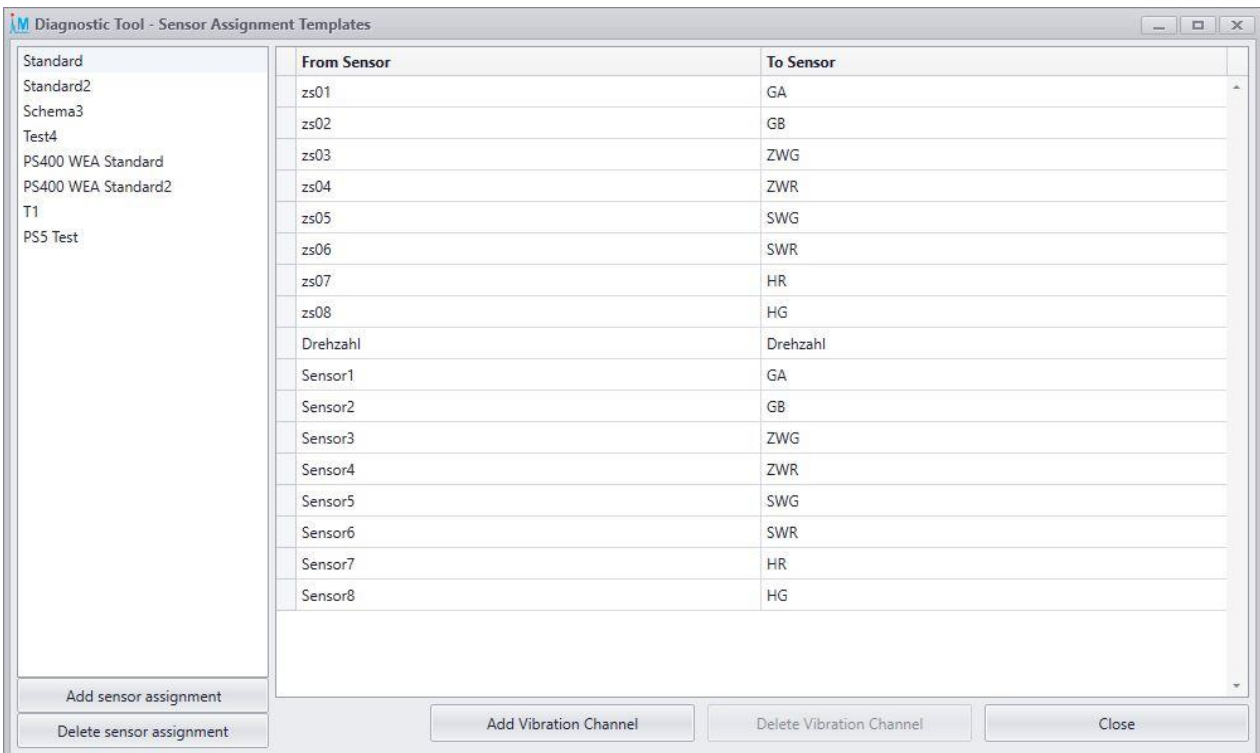 Diagnostic Tool - Sensor Assignment Templates
Standard
Standard2
Schema3
Test4
PS400 WEA Standard
PS400 WEA Standard2
T1
PS5 Test
Add sensor assignment
Delete sensor assignment
From Sensor To Sensor
zs01 GA
zs02 GB
zs03 ZWG
zs04 ZWR
zs05 SWG
zs06 SWR
zs07 HR
zs08 HG
Drehzahl Drehzahl
Sensor1 GA
Sensor2 GB
Sensor3 ZWG
Sensor4 ZWR
Sensor5 SWG
Sensor6 SWR
Sensor7 HR
Sensor8 HG
Add Vibration Channel Delete Vibration Channel Close